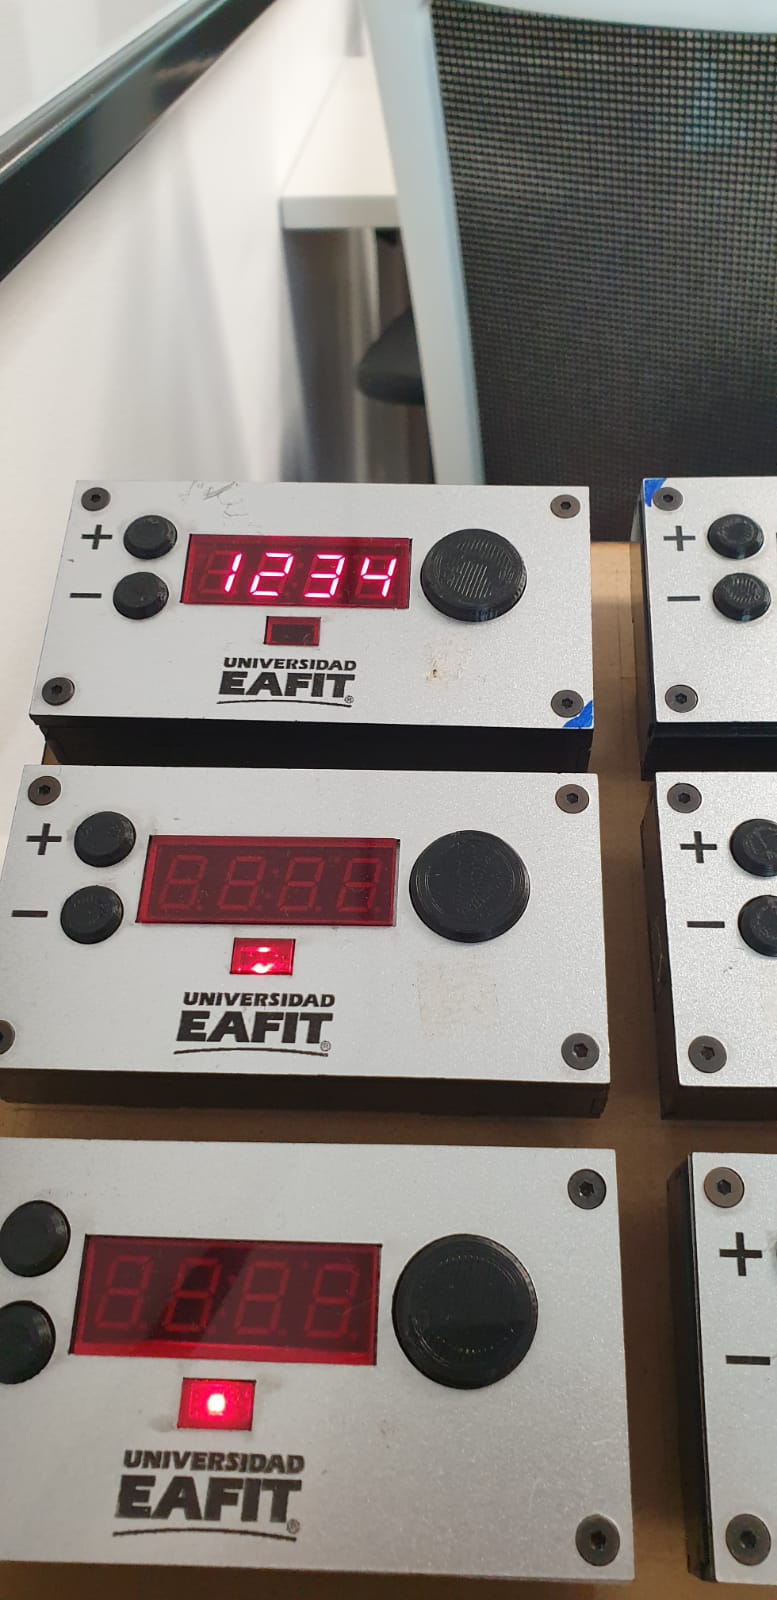 +
1234
−
UNIVERSIDAD
EAFIT®
+
−
+
−
UNIVERSIDAD
EAFIT®
+
−
UNIVERSIDAD
EAFIT®
+
−